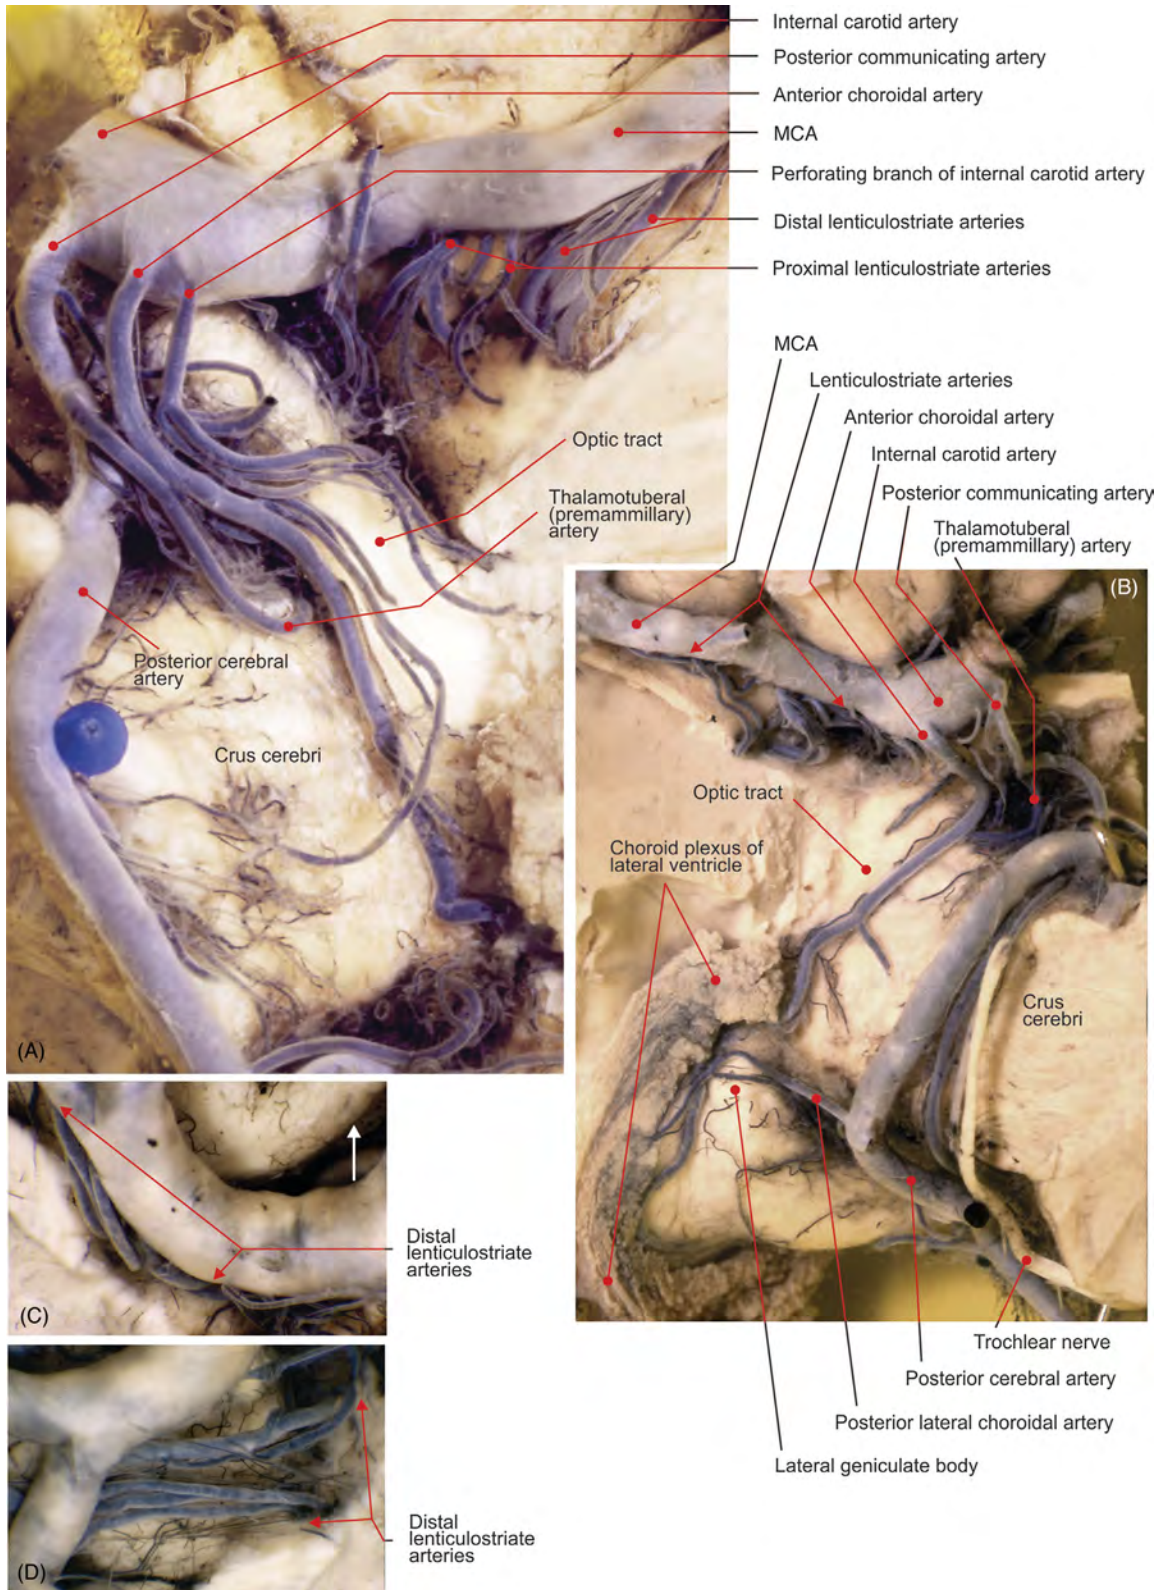 Internal carotid artery
Posterior communicating artery
Anterior choroidal artery
MCA
Perforating branch of internal carotid artery
Distal lenticulostriate arteries
Proximal lenticulostriate arteries
Optic tract
Thalamotuberal
(premammillary)
artery
Posterior cerebral
artery
Crus cerebri
(A)
MCA
Lenticulostriate arteries
Anterior choroidal artery
Internal carotid artery
Posterior communicating artery
Thalamotuberal
(premammillary) artery
(B)
Optic tract
Choroid plexus of
lateral ventricle
Crus
cerebri
Trochlear nerve
Posterior cerebral artery
Posterior lateral choroidal artery
Lateral geniculate body
Distal
lenticulostriate
arteries
(C)
Distal
lenticulostriate
arteries
(D)